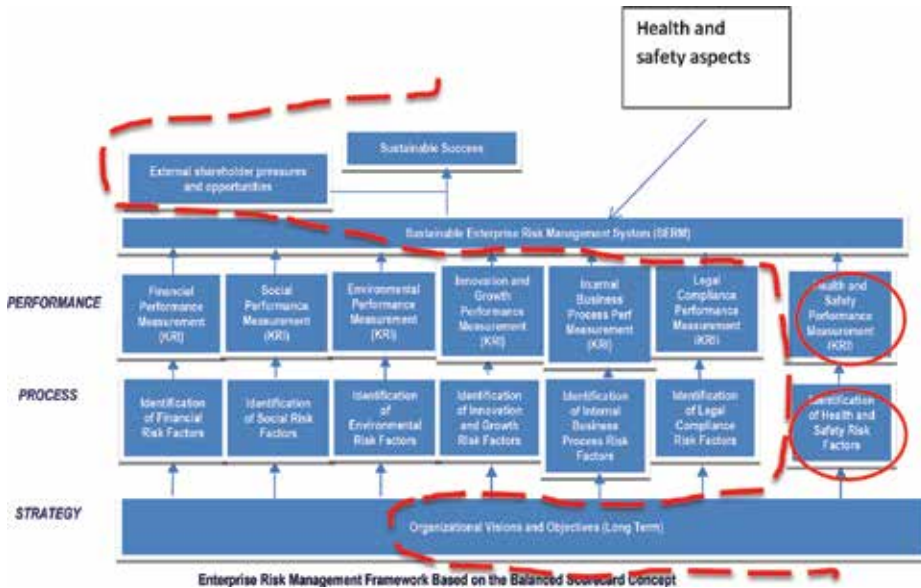 Health and
safety aspects
Sustainable Success
External shareholder pressures
and opportunities
Sustainable Enterprise Risk Management System (SERM)
PERFORMANCE
Financial
Performance
Measurement
(KRI)
Social
Performance
Measurement
(KRI)
Environmental
Performance
Measurement
(KRI)
Innovation and
Growth
Performance
Measurement
(KRI)
Internal
Business
Process Perf
Measurement
(KRI)
Legal
Compliance
Performance
Measurement
(KRI)
Health and
Safety
Performance
Measurement
(KRI)
PROCESS
Identification
of Financial
Risk Factors
Identification
of Social Risk
Factors
Identification
of
Environmental
Risk Factors
Identification
of Innovation
and Growth
Risk Factors
Identification
of Internal
Business
Process Risk
Factors
Identification
of Legal
Compliance
Risk Factors
Identification
of Health and
Safety Risk
Factors
STRATEGY
Organizational Visions and Objectives (Long Term)
Enterprise Risk Management Framework Based on the Balanced Scorecard Concept